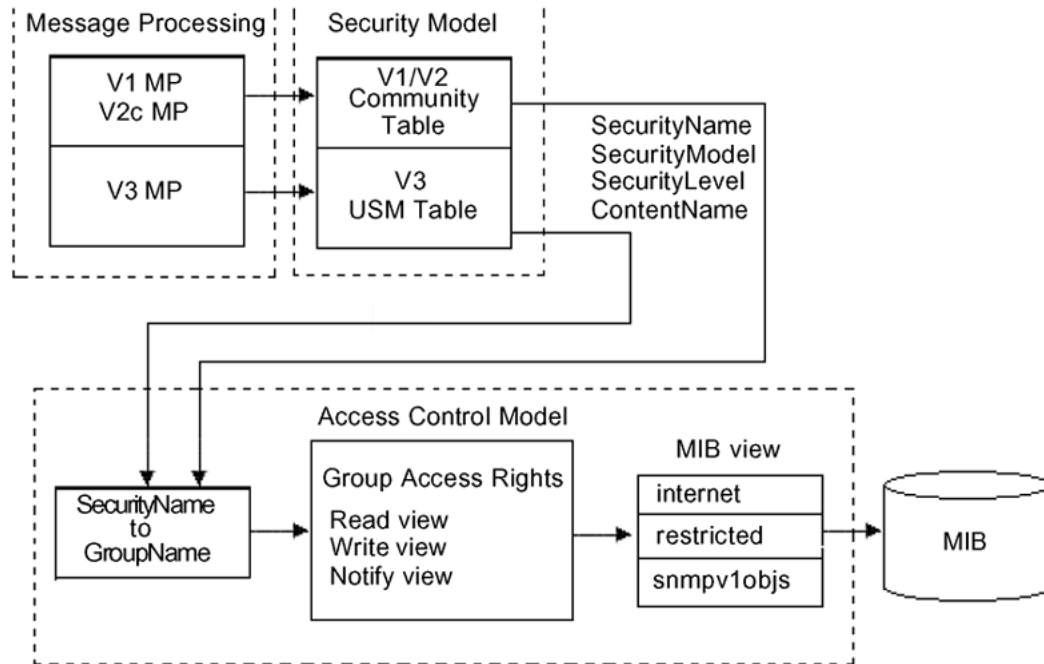 Message Processing
Security Model
V1 MP
V2c MP
V1/V2
Community
Table
V3 MP
V3
USM Table
SecurityName
SecurityModel
SecurityLevel
ContentName
Access Control Model
SecurityName
to
GroupName
Group Access Rights
Read view
Write view
Notify view
MIB view
internet
restricted
snmpv1objs
MIB